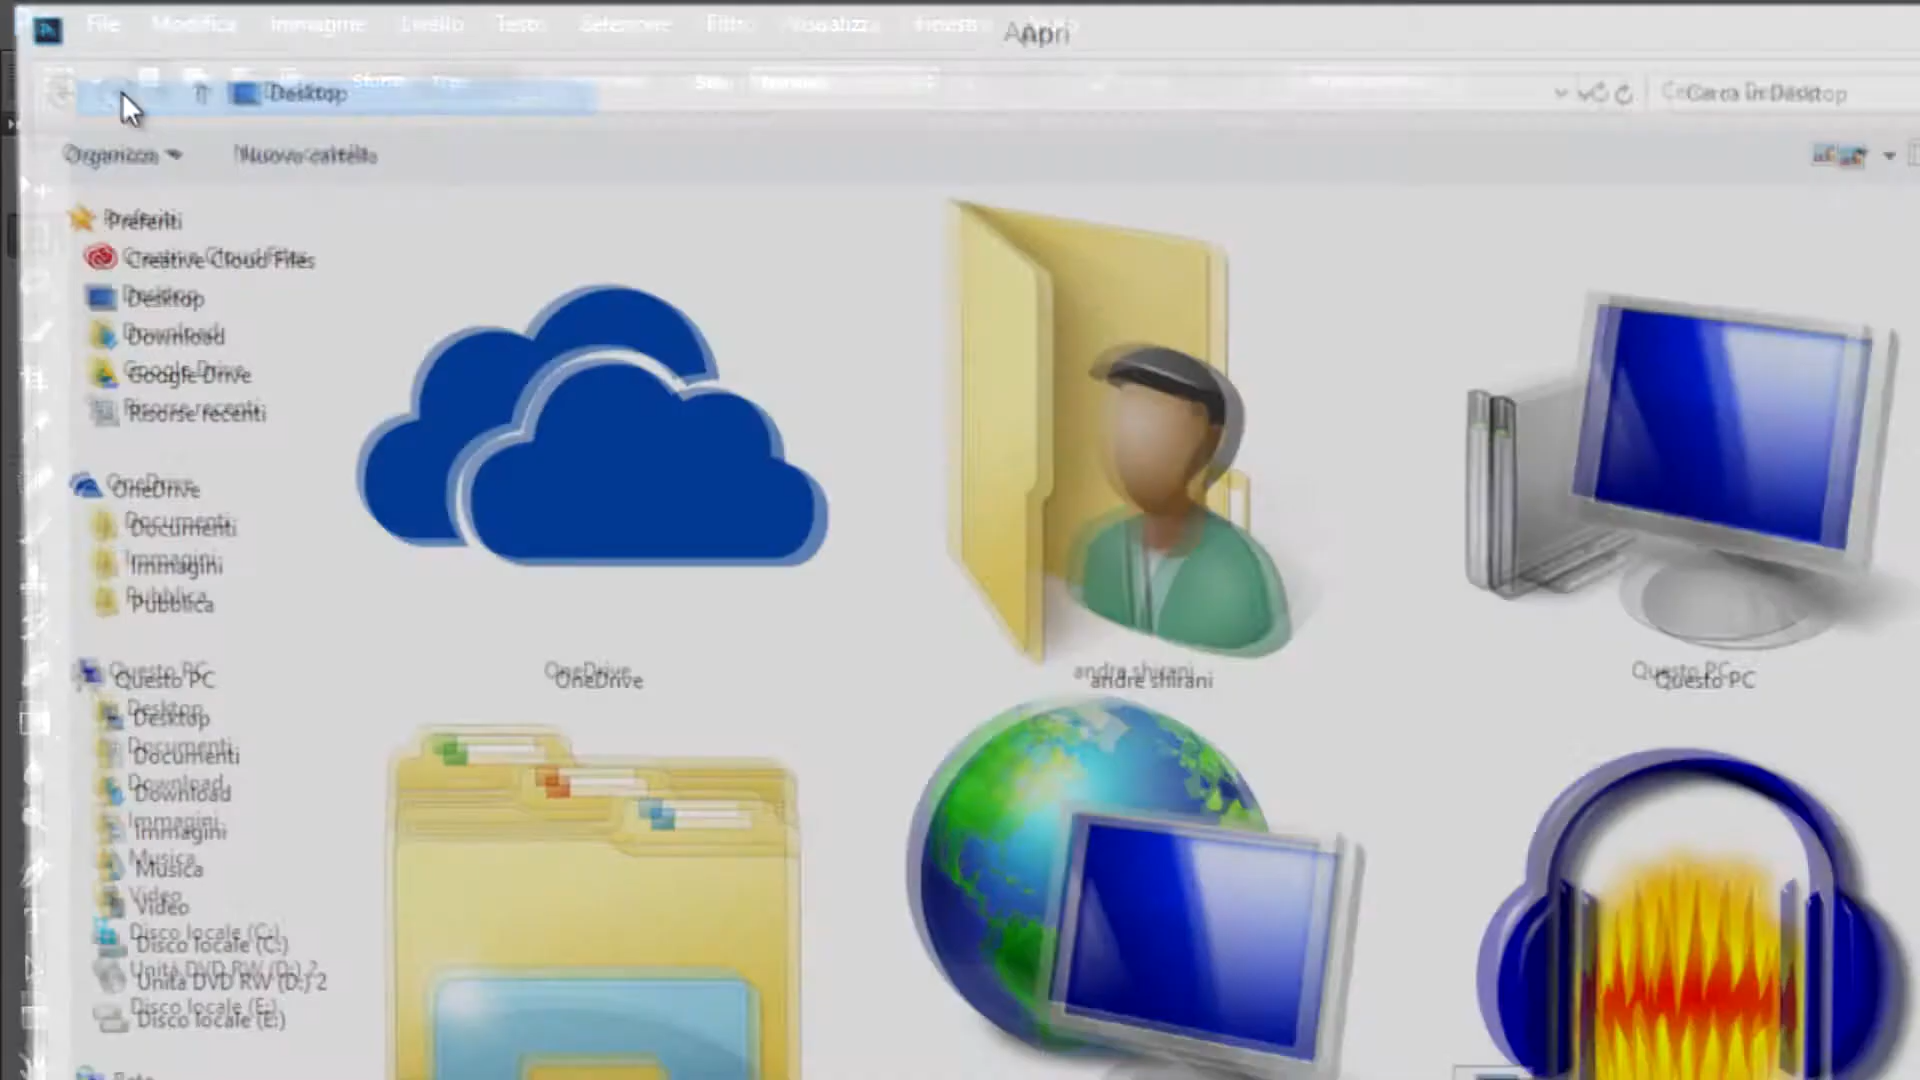 File Modifica Immagine Livello Testo Selezione Filtro Visualizza Finestra
Apri
Desktop
Cerca in Desktop
Organizza
Nuova cartella
Preferiti
Creative Cloud Files
Desktop
Download
Google Drive
Risorse recenti
OneDrive
Documenti
Immagini
Pubblica
Questo PC
Desktop
Documenti
Download
Immagini
Musica
Video
Disco locale (C:)
Unità DVD RW (D:) 2
Disco locale (E:)
OneDrive
andre shirani
Questo PC